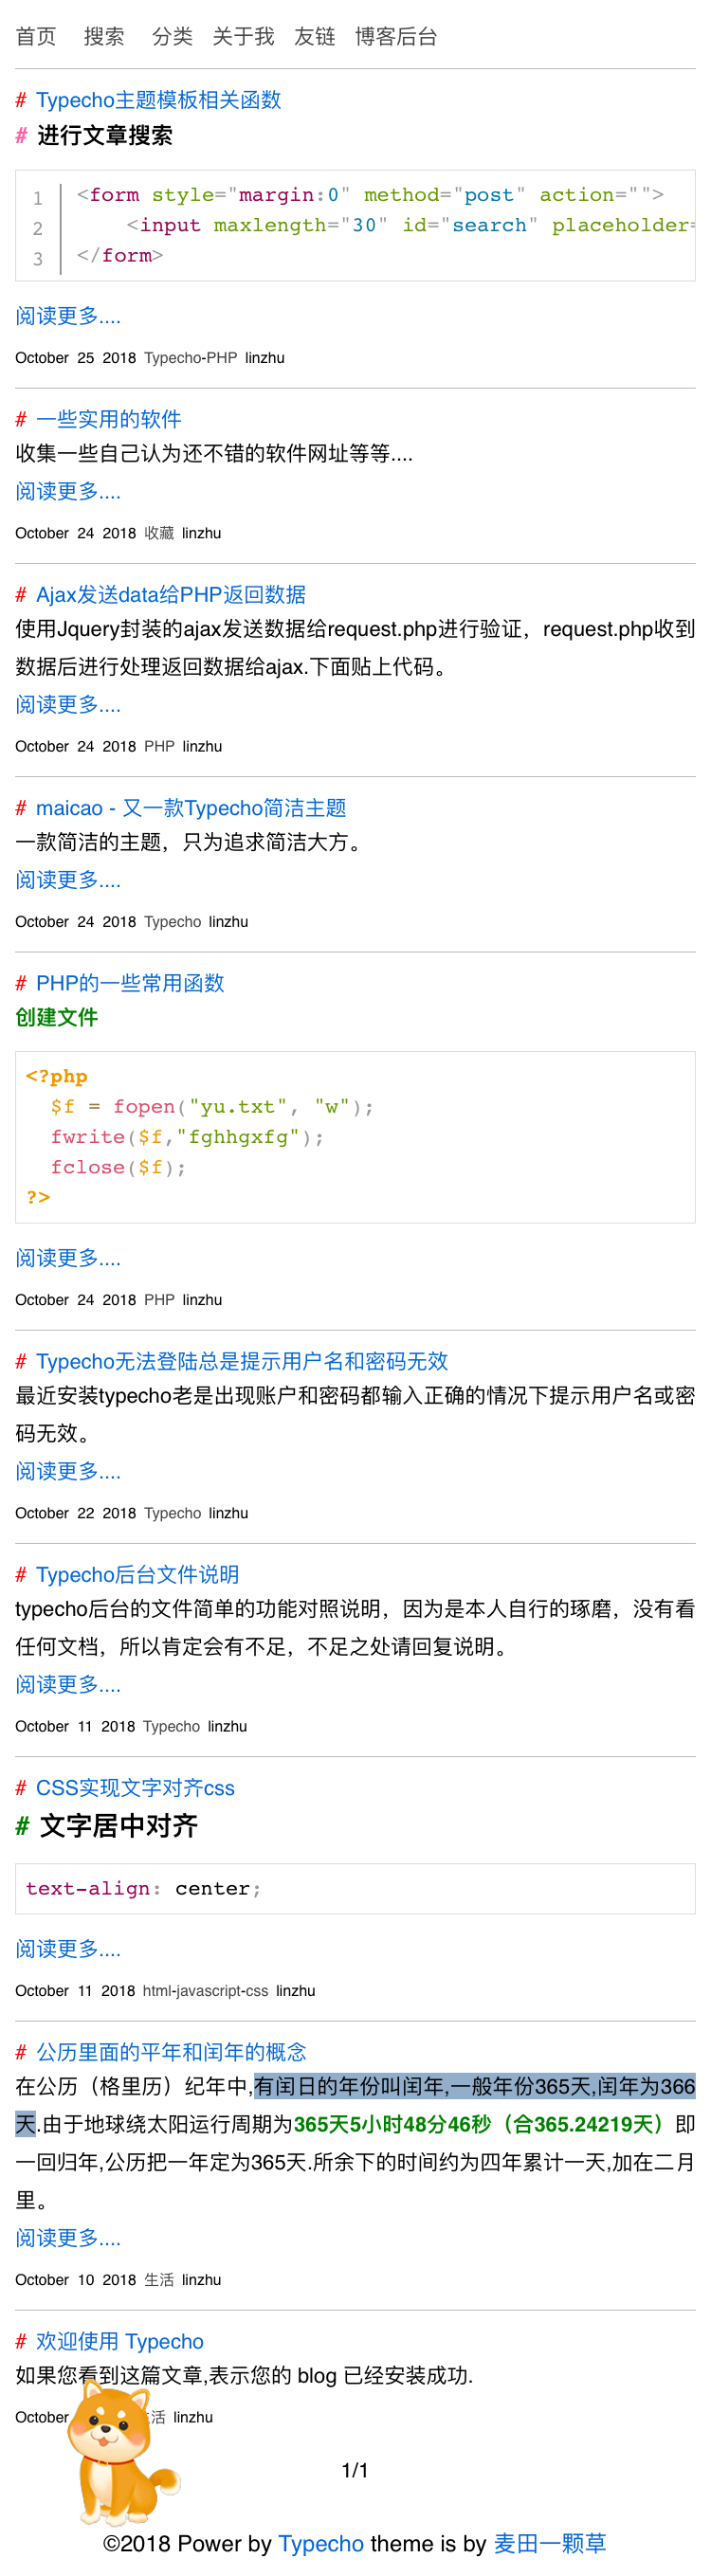 首页 搜索 分类 关于我 友链 博客后台
# Typecho主题模板相关函数
# 进行文章搜索
1 <form style="margin:0" method="post" action="">
2 <input maxlength="30" id="search" placeholder=
3 </form>
阅读更多....
October 25 2018 Typecho-PHP linzhu
# 一些实用的软件
收集一些自己认为还不错的软件网址等等....
阅读更多....
October 24 2018 收藏 linzhu
# Ajax发送data给PHP返回数据
使用Jquery封装的ajax发送数据给request.php进行验证，request.php收到
数据后进行处理返回数据给ajax.下面贴上代码。
阅读更多....
October 24 2018 PHP linzhu
# maicao - 又一款Typecho简洁主题
一款简洁的主题，只为追求简洁大方。
阅读更多....
October 24 2018 Typecho linzhu
# PHP的一些常用函数
创建文件
<?php
$f = fopen("yu.txt", "w");
fwrite($f,"fghhgxfg");
fclose($f);
?>
阅读更多....
October 24 2018 PHP linzhu
# Typecho无法登陆总是提示用户名和密码无效
最近安装typecho老是出现账户和密码都输入正确的情况下提示用户名或密
码无效。
阅读更多....
October 22 2018 Typecho linzhu
# Typecho后台文件说明
typecho后台的文件简单的功能对照说明，因为是本人自行的琢磨，没有看
任何文档，所以肯定会有不足，不足之处请回复说明。
阅读更多....
October 11 2018 Typecho linzhu
# CSS实现文字对齐css
# 文字居中对齐
text-align: center;
阅读更多....
October 11 2018 html-javascript-css linzhu
# 公历里面的平年和闰年的概念
在公历（格里历）纪年中,有闰日的年份叫闰年,一般年份365天,闰年为366
天.由于地球绕太阳运行周期为365天5小时48分46秒（合365.24219天）即
一回归年,公历把一年定为365天.所余下的时间约为四年累计一天,加在二月
里。
阅读更多....
October 10 2018 生活 linzhu
# 欢迎使用 Typecho
如果您看到这篇文章,表示您的 blog 已经安装成功.
October 活 linzhu
1/1
©2018 Power by Typecho theme is by 麦田一颗草